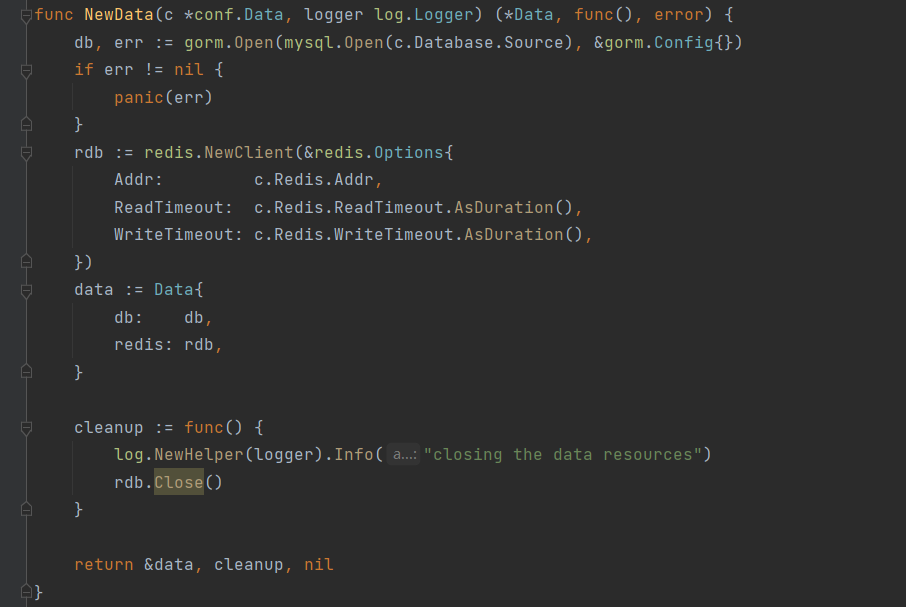 func NewData(c *conf.Data, logger log.Logger) (*Data, func(), error) {
    db, err := gorm.Open(mysql.Open(c.Database.Source), &gorm.Config{})
    if err != nil {
        panic(err)
    }
    rdb := redis.NewClient(&redis.Options{
        Addr:         c.Redis.Addr,
        ReadTimeout:  c.Redis.ReadTimeout.AsDuration(),
        WriteTimeout: c.Redis.WriteTimeout.AsDuration(),
    })
    data := Data{
        db:    db,
        redis: rdb,
    }

    cleanup := func() {
        log.NewHelper(logger).Info( a...: "closing the data resources")
        rdb.Close()
    }

    return &data, cleanup, nil
}